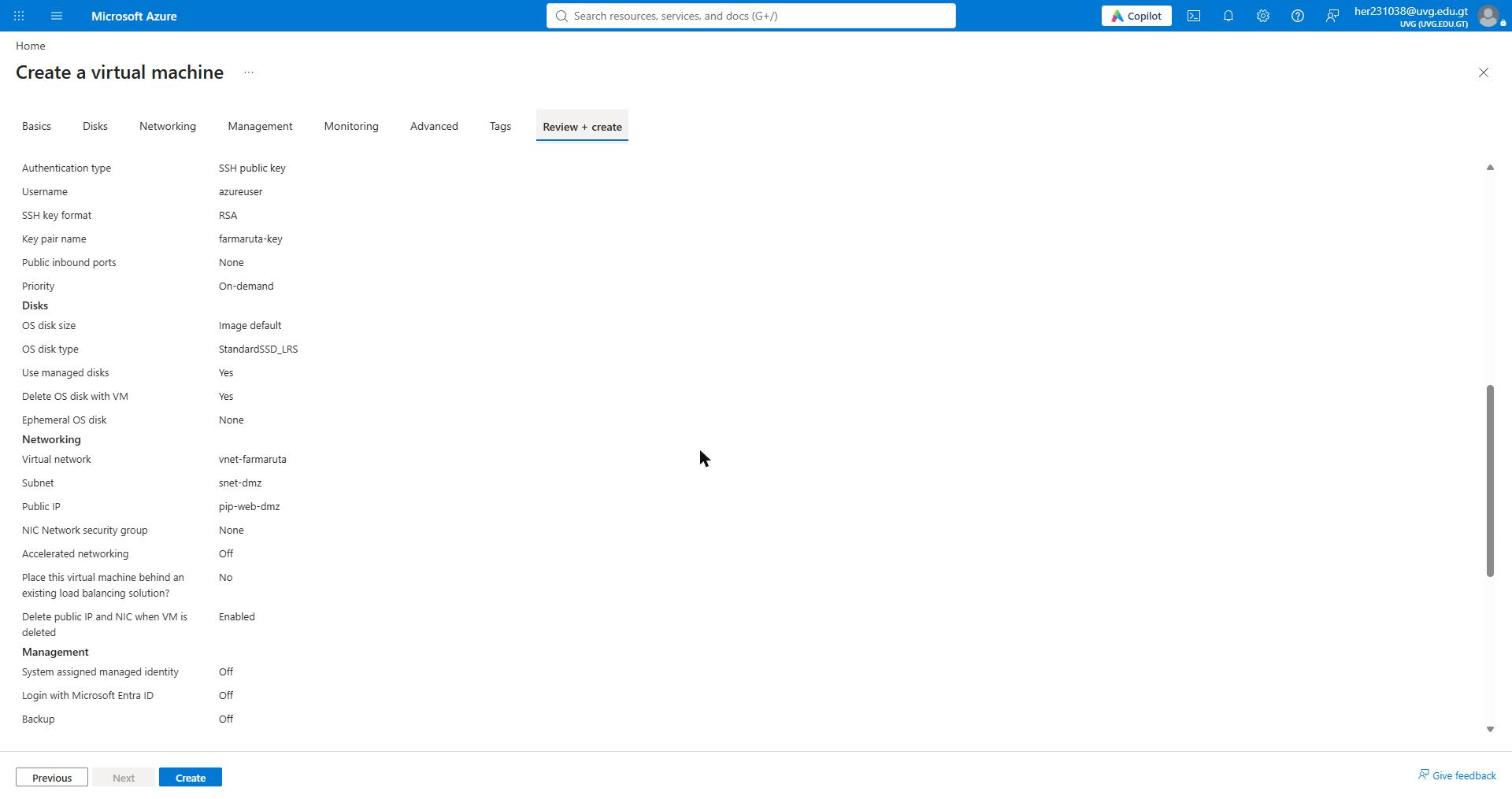 Microsoft Azure
Search resources, services, and docs (G+/)
Copilot
her231038@uvg.edu.gt
UVG (UVG.EDU.GT)
Home
Create a virtual machine ...
Basics Disks Networking Management Monitoring Advanced Tags Review + create
Authentication type SSH public key
Username azureuser
SSH key format RSA
Key pair name farmaruta-key
Public inbound ports None
Priority On-demand
Disks
OS disk size Image default
OS disk type StandardSSD_LRS
Use managed disks Yes
Delete OS disk with VM Yes
Ephemeral OS disk None
Networking
Virtual network vnet-farmaruta
Subnet snet-dmz
Public IP pip-web-dmz
NIC Network security group None
Accelerated networking Off
Place this virtual machine behind an No
existing load balancing solution?
Delete public IP and NIC when VM is Enabled
deleted
Management
System assigned managed identity Off
Login with Microsoft Entra ID Off
Backup Off
Previous Next Create
Give feedback